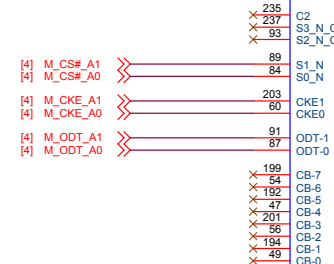 235 C2
237 S3_N_C
93 S2_N_C
[4] M_CS#_A1 89 S1_N
[4] M_CS#_A0 84 S0_N
[4] M_CKE_A1 203 CKE1
[4] M_CKE_A0 60 CKE0
[4] M_ODT_A1 91 ODT-1
[4] M_ODT_A0 87 ODT-0
199 CB-7
54 CB-6
192 CB-5
47 CB-4
201 CB-3
56 CB-2
194 CB-1
49 CB-0